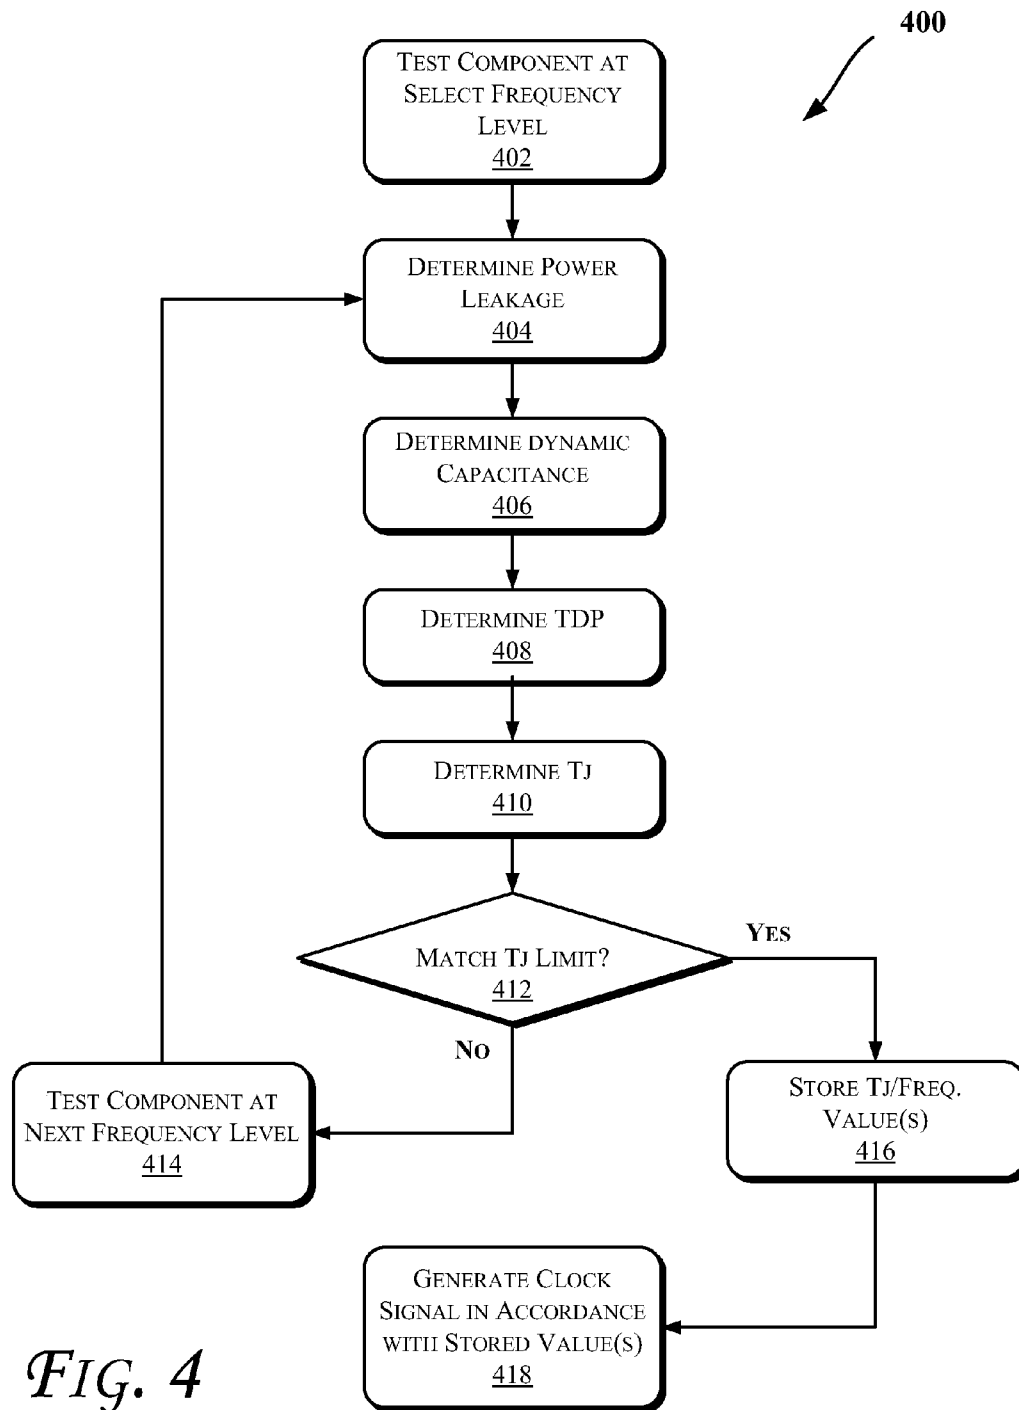 400
TEST COMPONENT AT
SELECT FREQUENCY
LEVEL
402
DETERMINE POWER
LEAKAGE
404
DETERMINE DYNAMIC
CAPACITANCE
406
DETERMINE TDP
408
DETERMINE TJ
410
MATCH TJ LIMIT?
412
YES
NO
TEST COMPONENT AT
NEXT FREQUENCY LEVEL
414
STORE TJ/FREQ.
VALUE(S)
416
GENERATE CLOCK
SIGNAL IN ACCORDANCE
WITH STORED VALUE(S)
418
FIG. 4